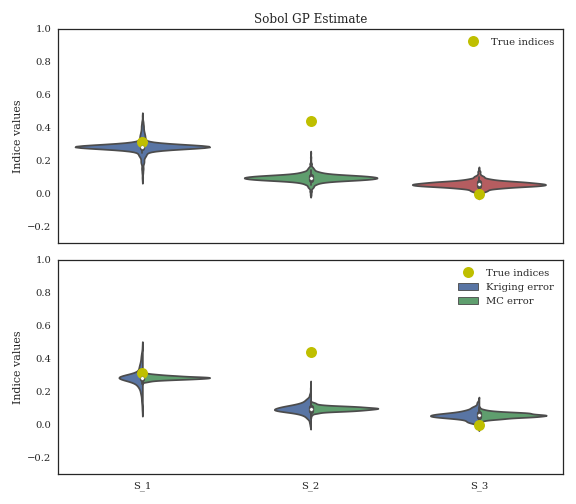 Sobol GP Estimate
1.0
0.8
0.6
0.4
0.2
0.0
−0.2
Indice values
True indices
1.0
0.8
0.6
0.4
0.2
0.0
−0.2
Indice values
True indices
Kriging error
MC error
S_1 S_2 S_3